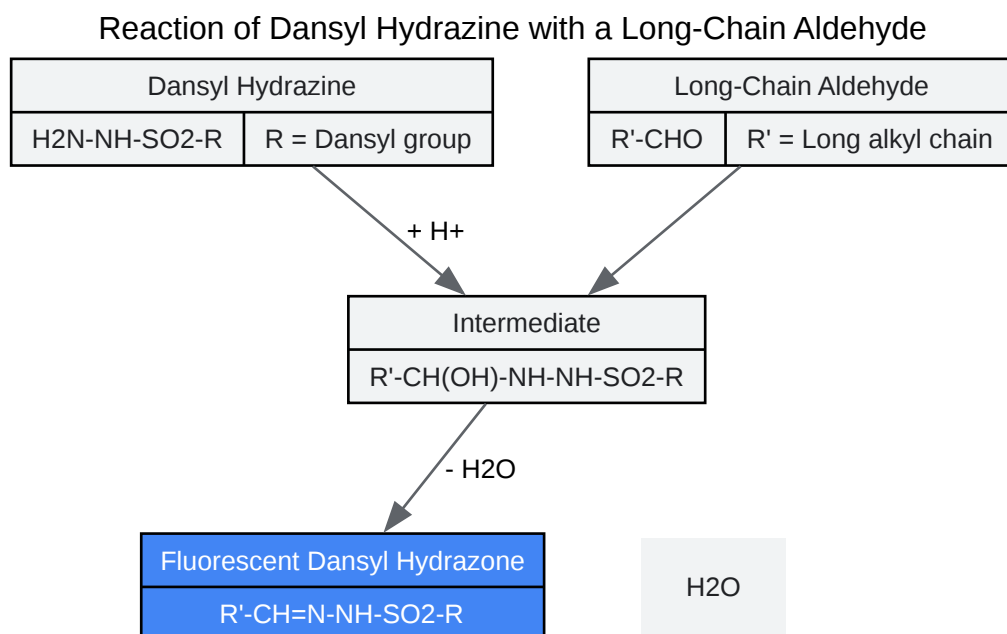 Reaction of Dansyl Hydrazine with a Long-Chain Aldehyde
Dansyl Hydrazine
H2N-NH-SO2-R
R = Dansyl group
Long-Chain Aldehyde
R'-CHO
R' = Long alkyl chain
+ H+
Intermediate
R'-CH(OH)-NH-NH-SO2-R
- H2O
Fluorescent Dansyl Hydrazone
R'-CH=N-NH-SO2-R
H2O